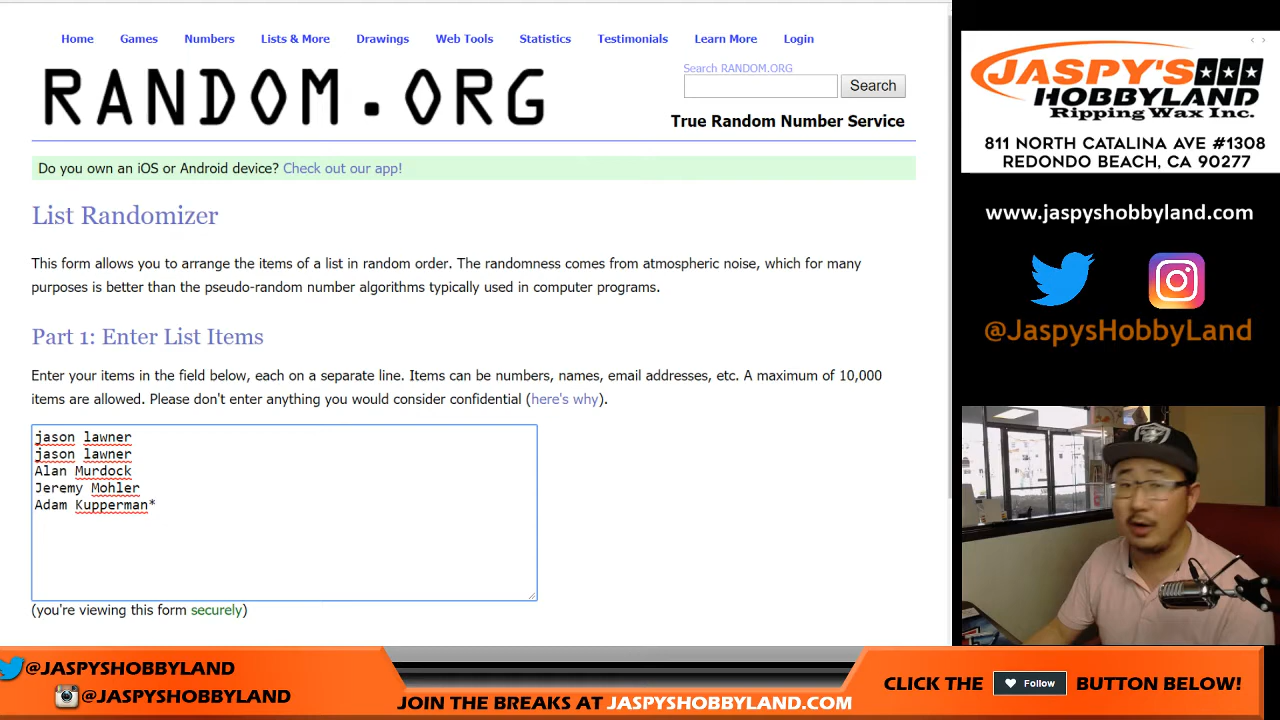 Home Games Numbers Lists & More Drawings Web Tools Statistics Testimonials Learn More Login
RANDOM.ORG
Search RANDOM.ORG
Search
True Random Number Service
Do you own an iOS or Android device? Check out our app!
List Randomizer
This form allows you to arrange the items of a list in random order. The randomness comes from atmospheric noise, which for many
purposes is better than the pseudo-random number algorithms typically used in computer programs.
Part 1: Enter List Items
Enter your items in the field below, each on a separate line. Items can be numbers, names, email addresses, etc. A maximum of 10,000
items are allowed. Please don't enter anything you would consider confidential (here's why).
jason lawner
jason lawner
Alan Murdock
Jeremy Mohler
Adam Kupperman*
(you're viewing this form securely)
JASPY'S
HOBBYLAND
Ripping Wax Inc.
811 NORTH CATALINA AVE #1308
REDONDO BEACH, CA 90277
www.jaspyshobbyland.com
@JaspysHobbyLand
@JASPYSHOBBYLAND
@JASPYSHOBBYLAND
JOIN THE BREAKS AT JASPYSHOBBYLAND.COM
CLICK THE Follow BUTTON BELOW!